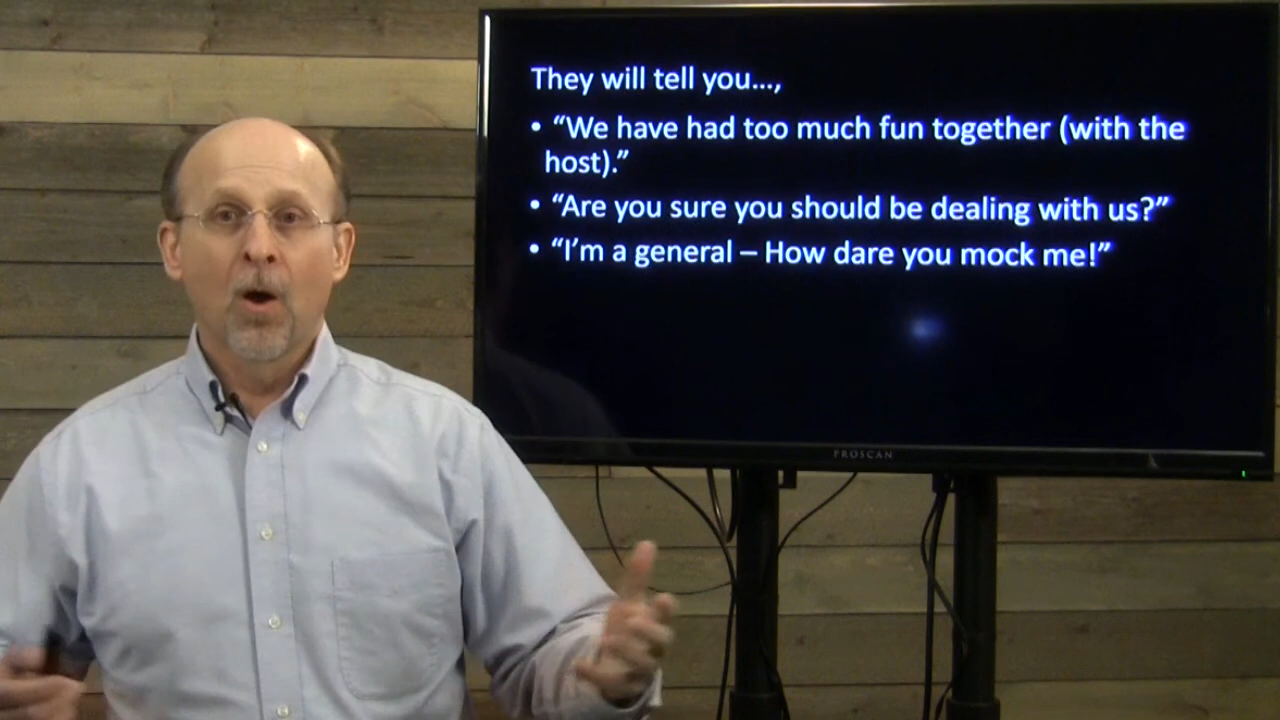 They will tell you...,
• “We have had too much fun together (with the
host).”
• “Are you sure you should be dealing with us?”
• “I’m a general – How dare you mock me!”
PROSCAN